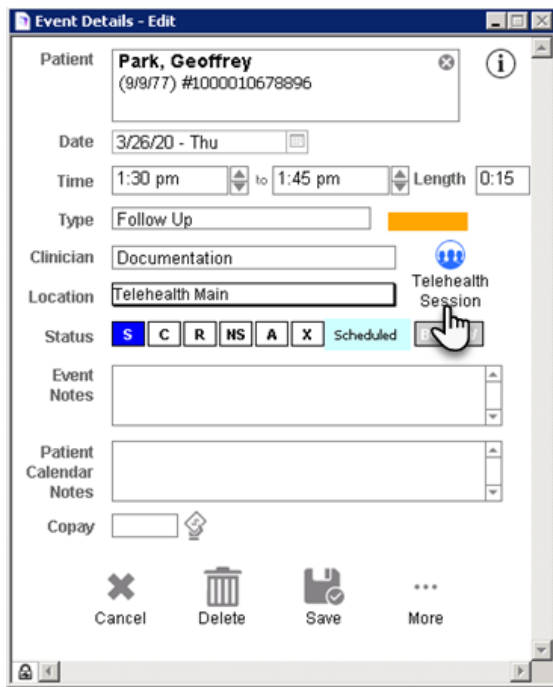 Event Details - Edit
Patient
Park, Geoffrey
(9/9/77) #1000010678896
i
Date 3/26/20 - Thu
Time 1:30 pm to 1:45 pm Length 0:15
Type Follow Up
Clinician Documentation
Telehealth Session
Location Telehealth Main
Status S C R NS A X Scheduled
Event Notes
Patient Calendar Notes
Copay
Cancel Delete Save More